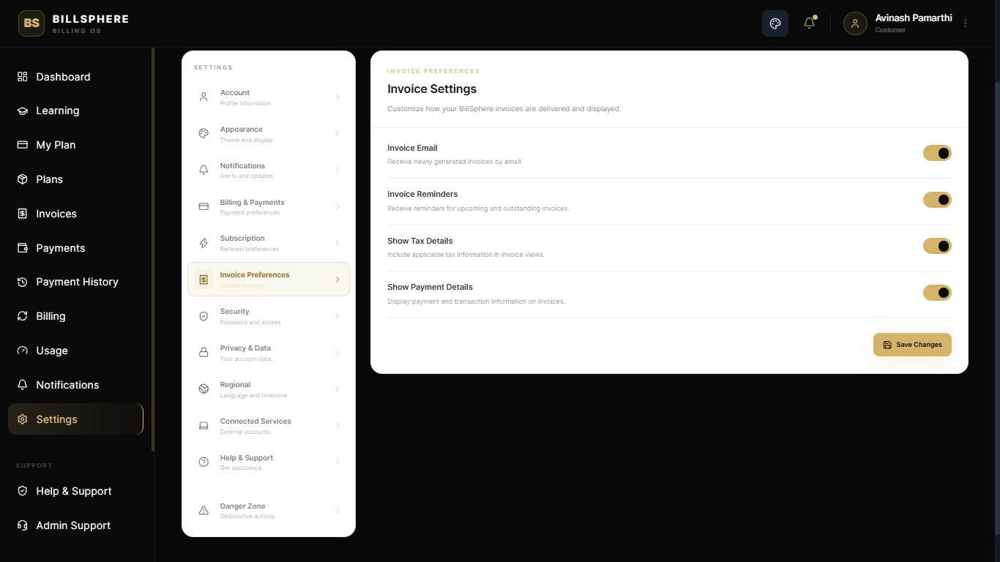 BS
BILLSPHERE
BILLING OS
Avinash Pamarthi
Customer
Dashboard
Learning
My Plan
Plans
Invoices
Payments
Payment History
Billing
Usage
Notifications
Settings
SUPPORT
Help & Support
Admin Support
SETTINGS
Account
Profile information
Appearance
Theme and display
Notifications
Alerts and updates
Billing & Payments
Payment preferences
Subscription
Renewal preferences
Invoice Preferences
Invoice settings
Security
Password and access
Privacy & Data
Your account data
Regional
Language and timezone
Connected Services
External accounts
Help & Support
Get assistance
Danger Zone
Destructive actions
INVOICE PREFERENCES
Invoice Settings
Customize how your BillSphere invoices are delivered and displayed.
Invoice Email
Receive newly generated invoices by email.
Invoice Reminders
Receive reminders for upcoming and outstanding invoices.
Show Tax Details
Include applicable tax information in invoice views.
Show Payment Details
Display payment and transaction information on invoices.
Save Changes